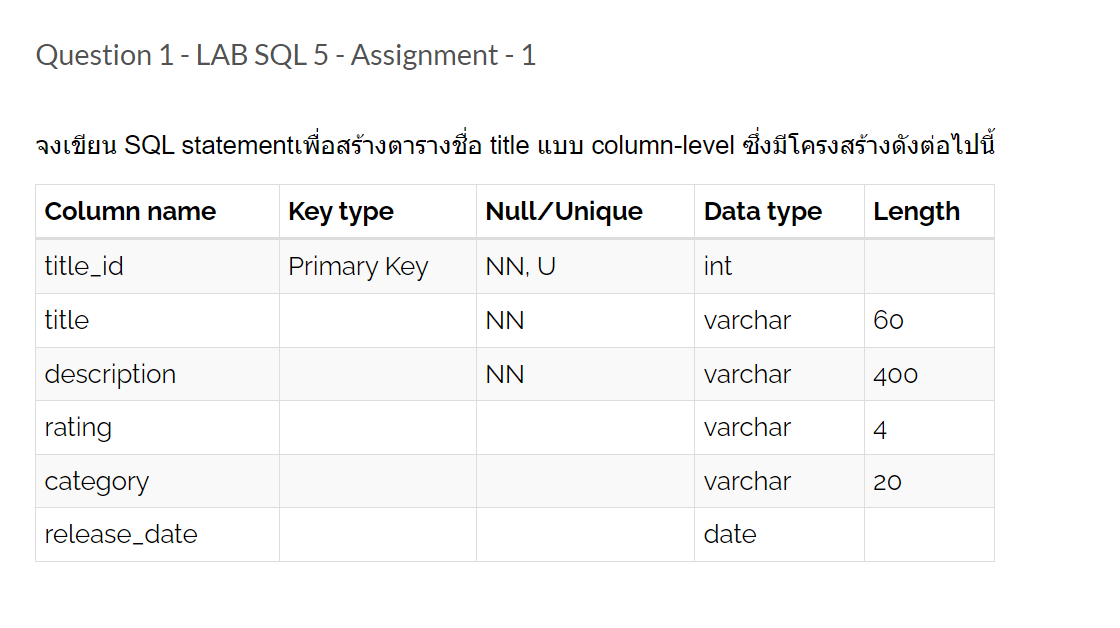 Question 1 - LAB SQL 5 - Assignment - 1
จงเขียน SQL statementเพื่อสร้างตารางชื่อ title แบบ column-level ซึ่งมีโครงสร้างดังต่อไปนี้
Column name Key type Null/Unique Data type Length
title_id Primary Key NN, U int
title NN varchar 60
description NN varchar 400
rating varchar 4
category varchar 20
release_date date